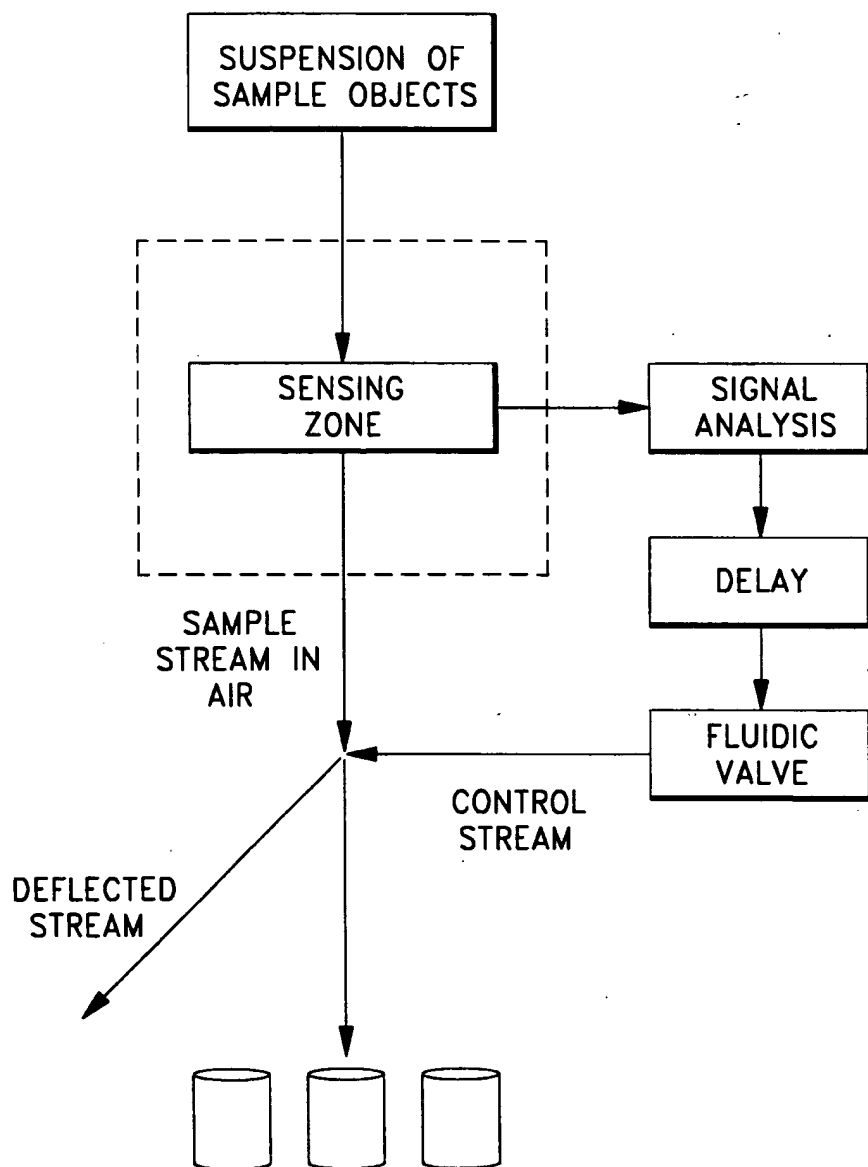 SUSPENSION OF
SAMPLE OBJECTS
SENSING
ZONE
SIGNAL
ANALYSIS
DELAY
SAMPLE
STREAM IN
AIR
FLUIDIC
VALVE
CONTROL
STREAM
DEFLECTED
STREAM